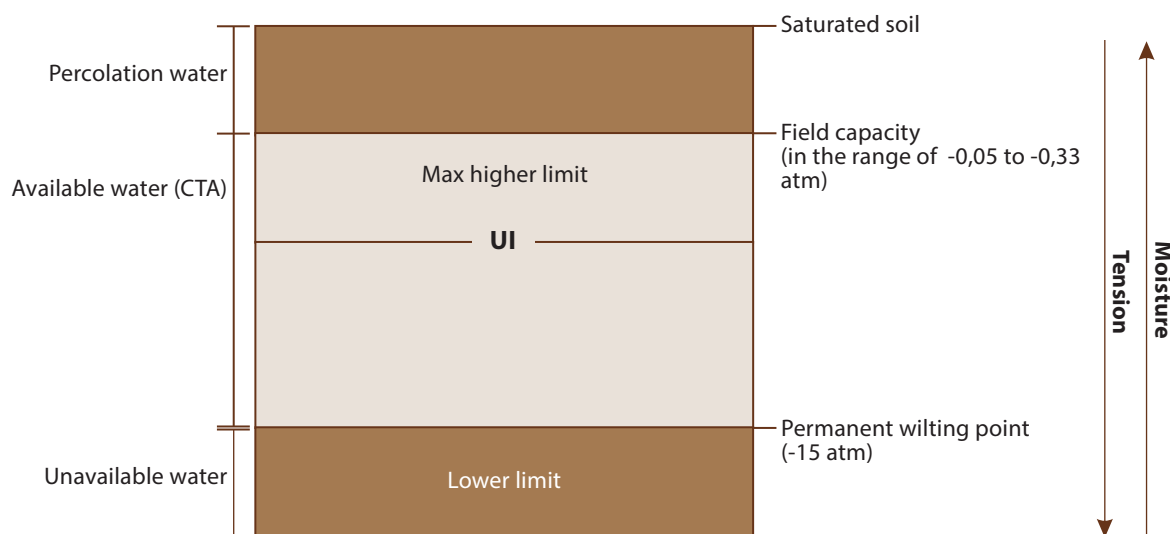 Saturated soil
Percolation water
Field capacity
(in the range of -0,05 to -0,33
atm)
Max higher limit
Available water (CTA)
UI
Tension
Moisture
Permanent wilting point
(-15 atm)
Unavailable water
Lower limit